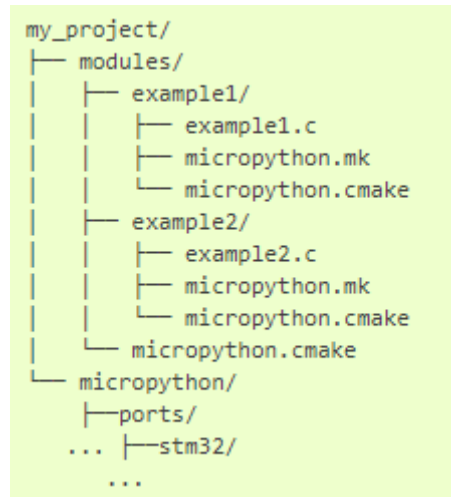 my_project/
├── modules/
│   ├── example1/
│   │   ├── example1.c
│   │   ├── micropython.mk
│   │   └── micropython.cmake
│   ├── example2/
│   │   ├── example2.c
│   │   ├── micropython.mk
│   │   └── micropython.cmake
│   └── micropython.cmake
└── micropython/
    ├──ports/
   ... ├──stm32/
      ...